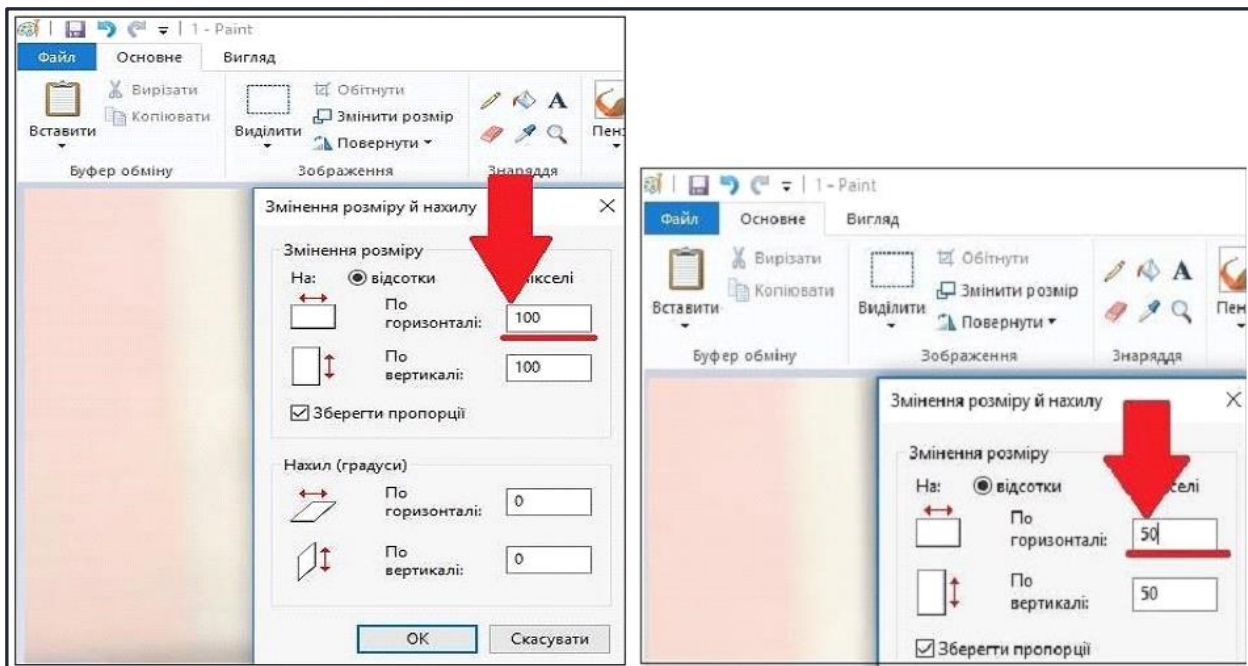 1 - Paint
Файл Основне Вигляд
Вставити
Вирізати
Копіювати
Буфер обміну
Виділити
Обітнути
Змінити розмір
Повернути
Зображення
A
Знаряддя
Змінення розміру й нахилу
Змінення розміру
На: відсотки
По
горизонталі: 100
По
вертикалі: 100
Зберегти пропорції
Нахил (градуси)
По
горизонталі: 0
По
вертикалі: 0
OK Скасувати
1 - Paint
Файл Основне Вигляд
Вставити
Вирізати
Копіювати
Буфер обміну
Виділити
Обітнути
Змінити розмір
Повернути
Зображення
A
Знаряддя
Змінення розміру й нахилу
Змінення розміру
На: відсотки
По
горизонталі: 50
По
вертикалі: 50
Зберегти пропорції